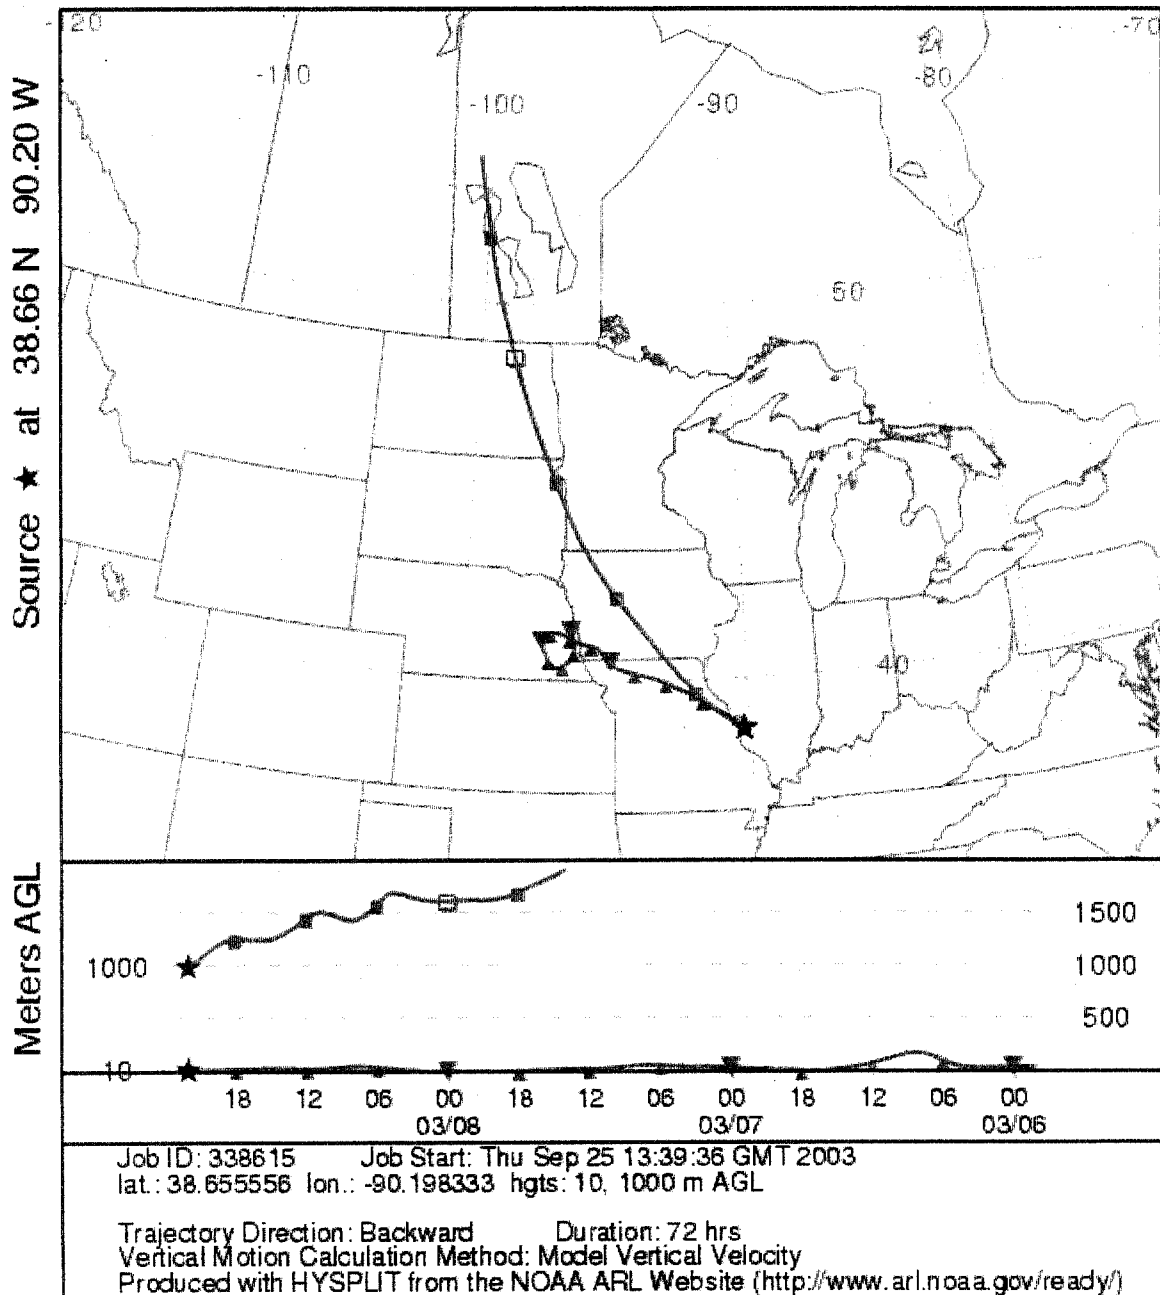 -120
-70
-110
-80
-100
-90
Source ★ at 38.66 N 90.20 W
50
40
Meters AGL
1500
1000
1000
500
10
18 12 06 00 18 12 06 00 18 12 06 00
03/08 03/07 03/06
Job ID: 338615 Job Start: Thu Sep 25 13:39:36 GMT 2003
lat.: 38.655556 lon.: -90.198333 hgts: 10, 1000 m AGL
Trajectory Direction: Backward Duration: 72 hrs
Vertical Motion Calculation Method: Model Vertical Velocity
Produced with HYSPLIT from the NOAA ARL Website (http://www.arl.noaa.gov/ready/)